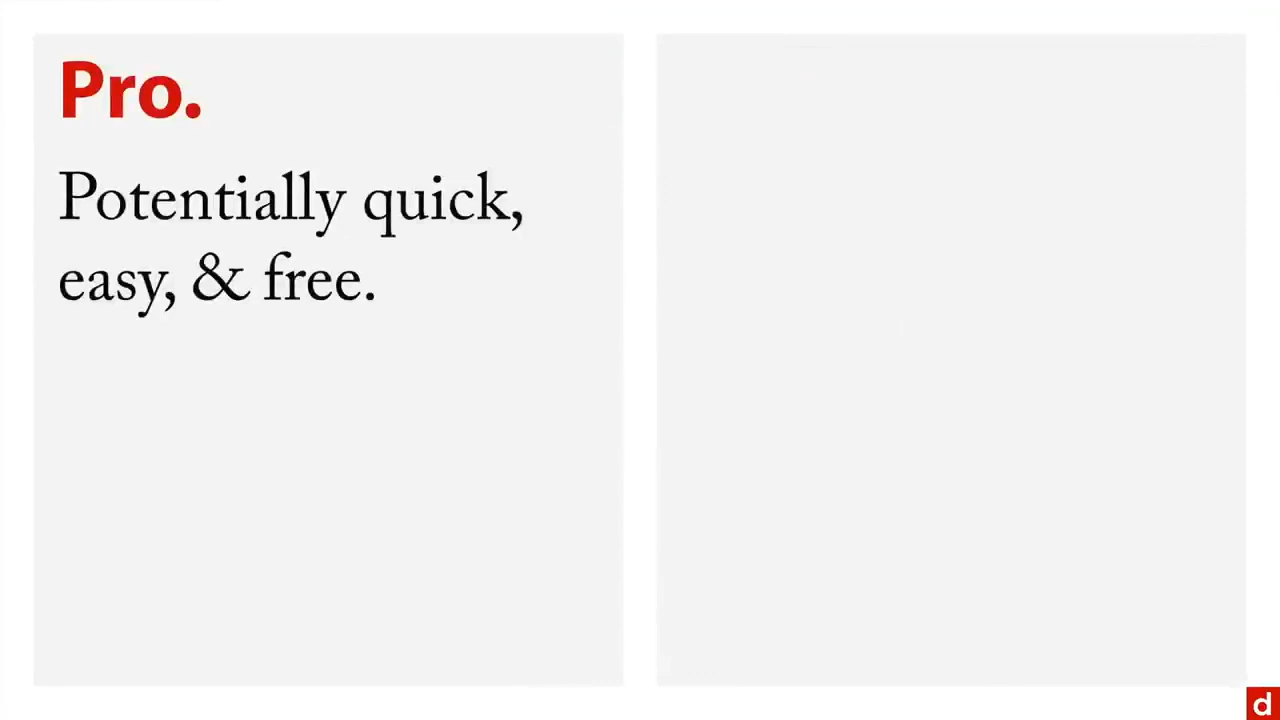 Pro.
Potentially quick,
easy, & free.
d